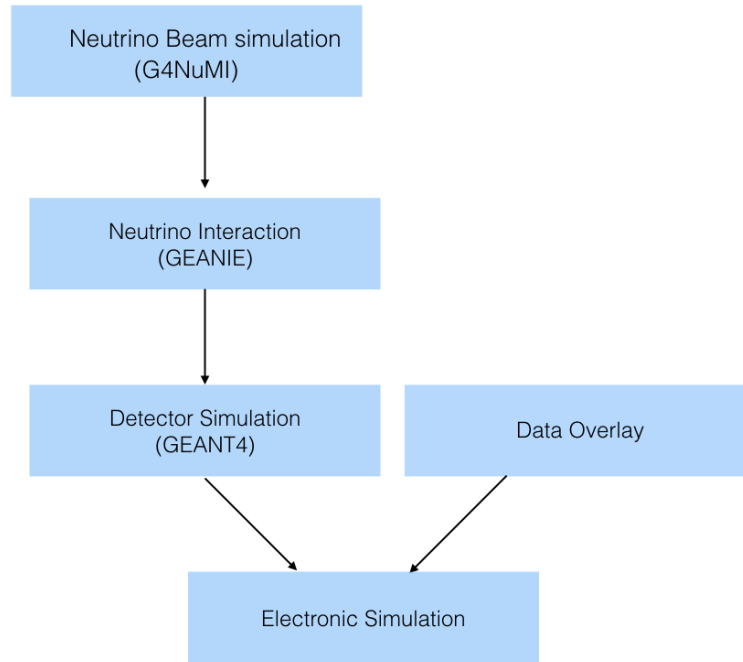 Neutrino Beam simulation
(G4NuMI)
Neutrino Interaction
(GEANIE)
Detector Simulation
(GEANT4)
Data Overlay
Electronic Simulation